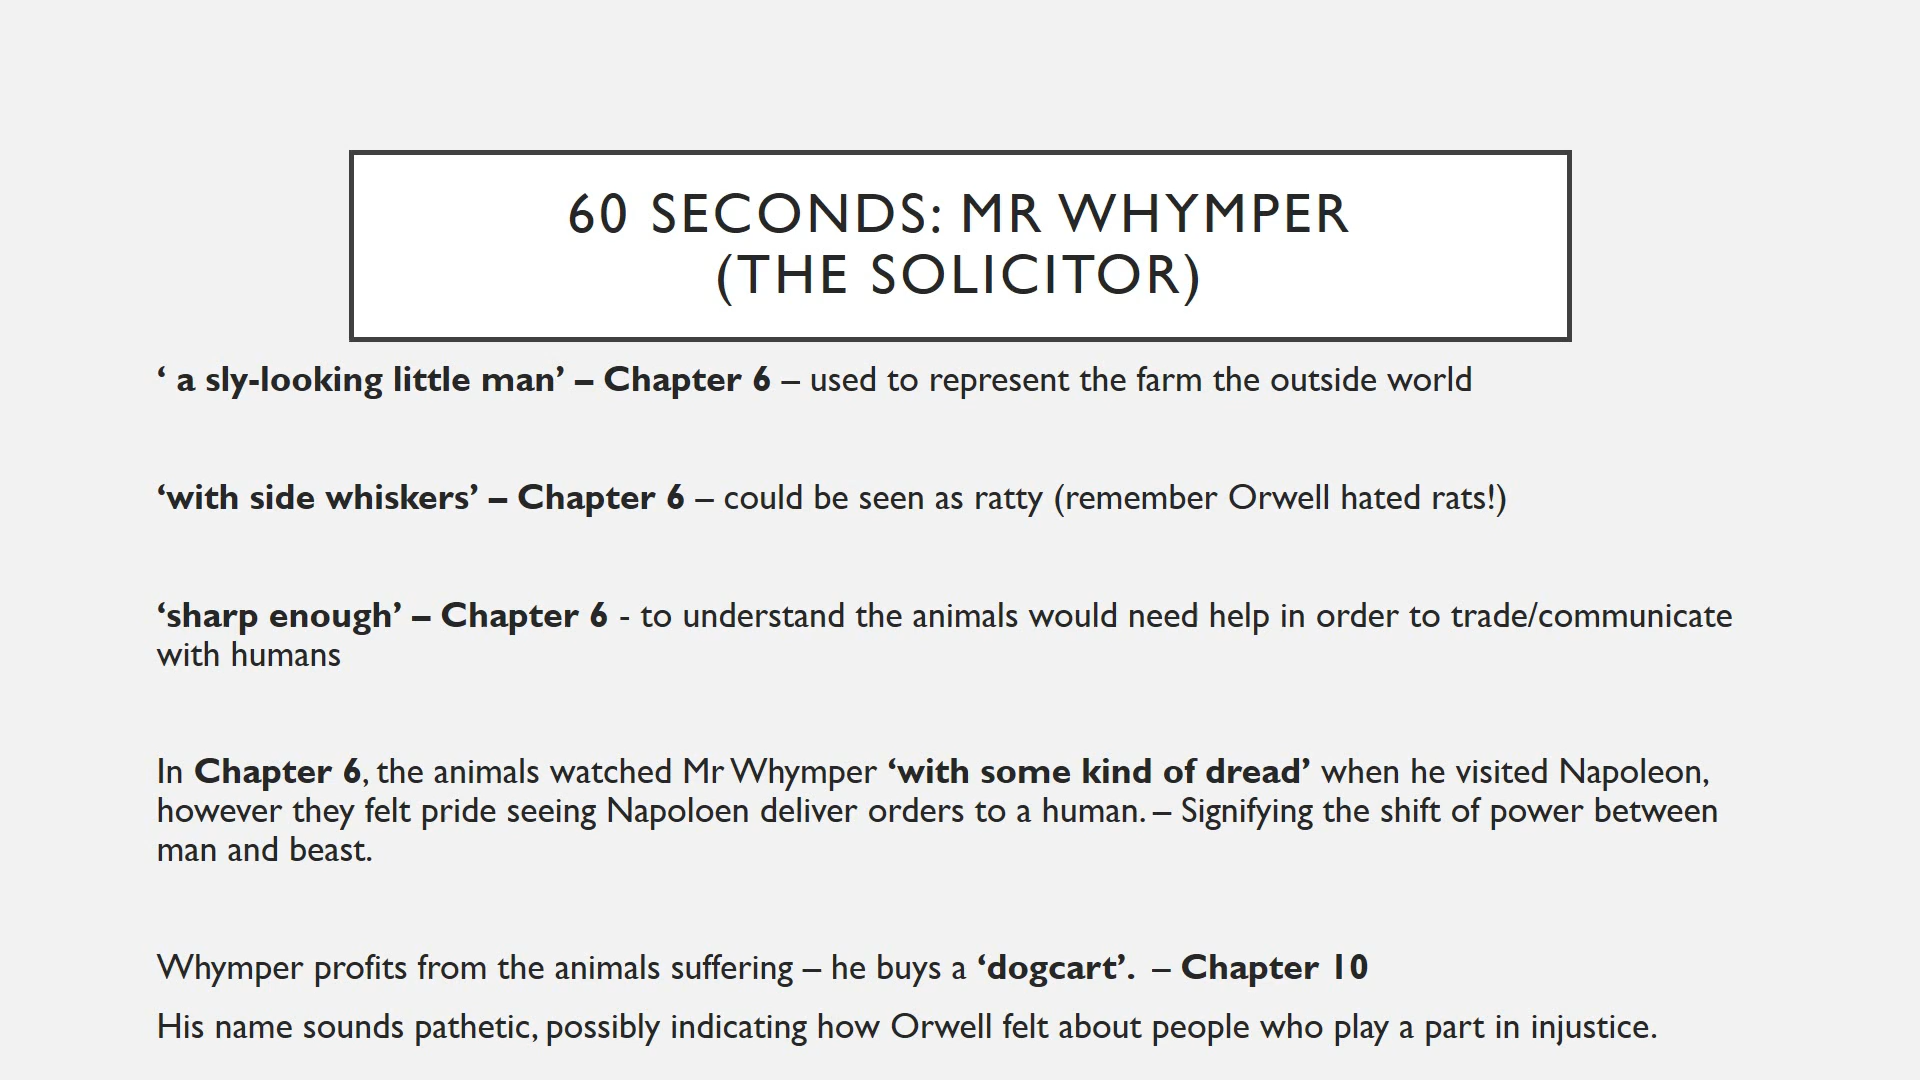 60 SECONDS: MR WHYMPER
(THE SOLICITOR)
‘ a sly-looking little man’ – Chapter 6 – used to represent the farm the outside world
‘with side whiskers’ – Chapter 6 – could be seen as ratty (remember Orwell hated rats!)
‘sharp enough’ – Chapter 6 - to understand the animals would need help in order to trade/communicate
with humans
In Chapter 6, the animals watched Mr Whymper ‘with some kind of dread’ when he visited Napoleon,
however they felt pride seeing Napoloen deliver orders to a human. – Signifying the shift of power between
man and beast.
Whymper profits from the animals suffering – he buys a ‘dogcart’. – Chapter 10
His name sounds pathetic, possibly indicating how Orwell felt about people who play a part in injustice.